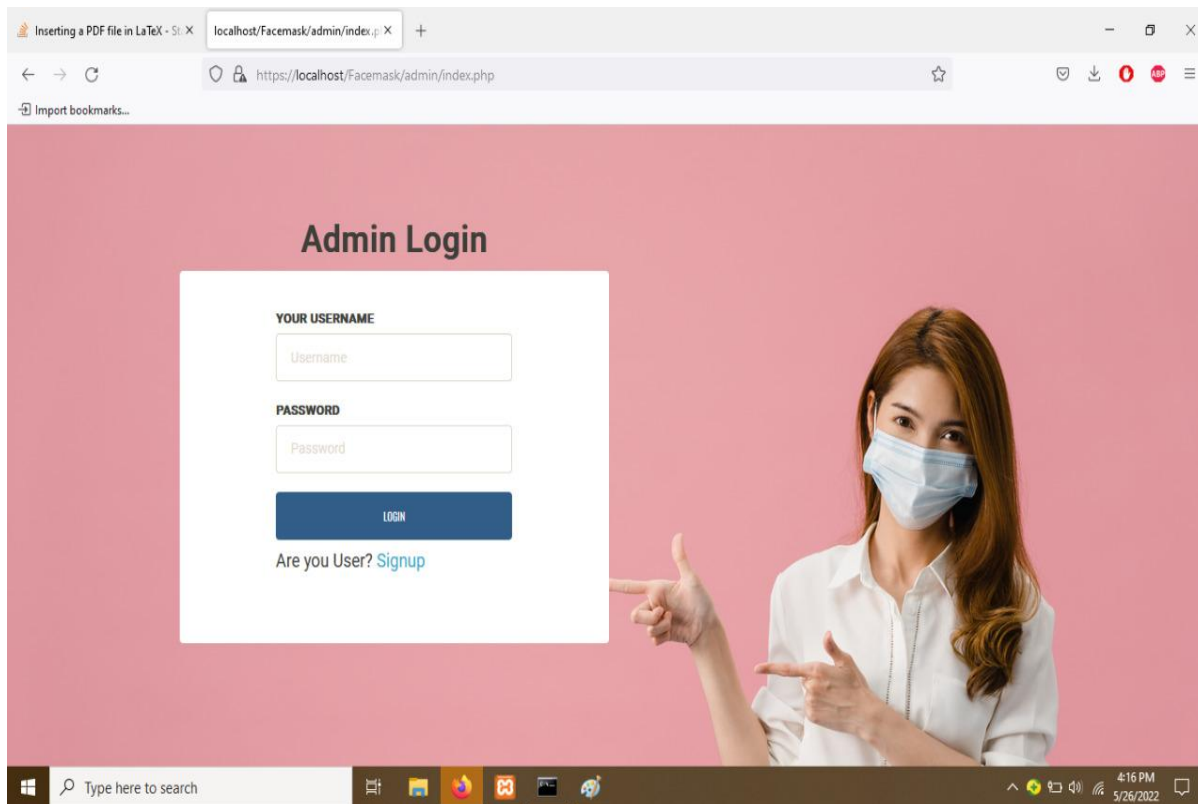 Inserting a PDF file in LaTeX - St
localhost/Facemask/admin/index.p
https://localhost/Facemask/admin/index.php
Import bookmarks...
ABP
Admin Login
YOUR USERNAME
Username
PASSWORD
Password
LOGIN
Are you User? Signup
Type here to search
4:16 PM
5/26/2022